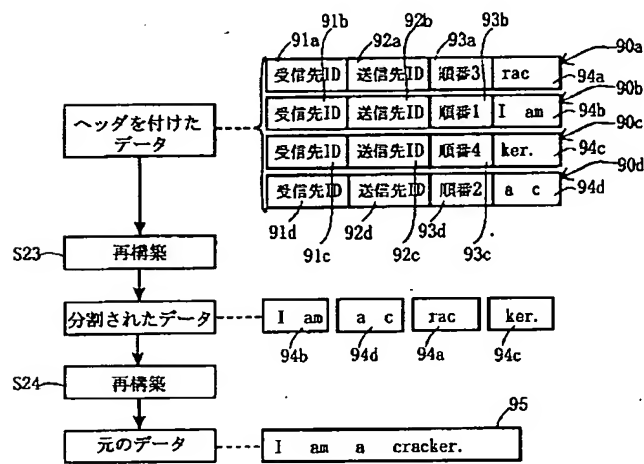 91b 92b 93b
91a 92a 93a 90a
受信先ID 送信先ID 順番3 rac 94a
90b
受信先ID 送信先ID 順番1 I am 94b
90c
ヘッダを付けた
データ
受信先ID 送信先ID 順番4 ker. 94c
90d
受信先ID 送信先ID 順番2 a c 94d
91d 91c 92d 92c 93d 93c
S23 再構築
分割されたデータ I am a c rac ker.
94b 94d 94a 94c
S24 再構築
95
元のデータ I am a cracker.